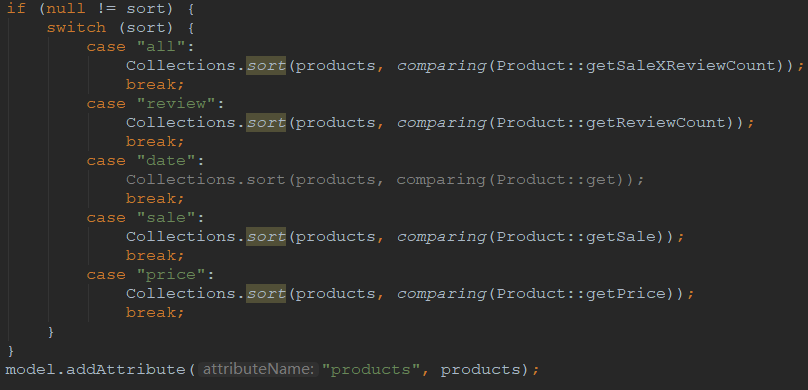 if (null != sort) {
    switch (sort) {
        case "all":
            Collections.sort(products, comparing(Product::getSaleXReviewCount));
            break;
        case "review":
            Collections.sort(products, comparing(Product::getReviewCount));
            break;
        case "date":
            Collections.sort(products, comparing(Product::get));
            break;
        case "sale":
            Collections.sort(products, comparing(Product::getSale));
            break;
        case "price":
            Collections.sort(products, comparing(Product::getPrice));
            break;
    }
}
model.addAttribute( attributeName: "products", products);